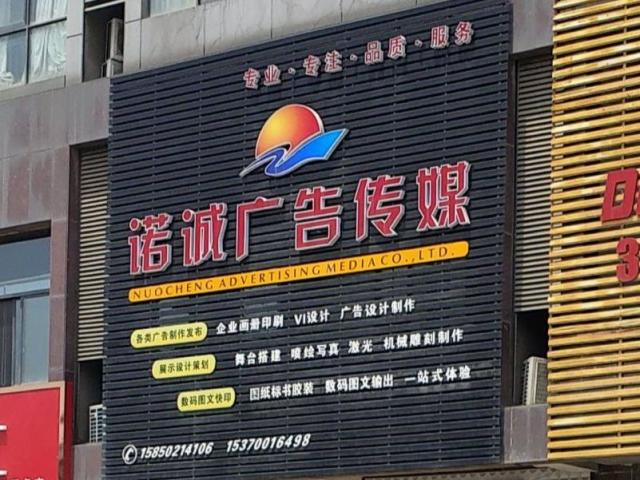 专业·专注·品质·服务
诺诚广告传媒
NUOCHENG ADVERTISING MEDIA CO.,LTD.
各类广告制作发布 企业画册印刷 VI设计 广告设计制作
展示设计策划 舞台搭建 喷绘写真 激光 机械雕刻制作
数码图文快印 图纸标书胶装 数码图文输出 一站式体验
15850214106 15370016498
D
3